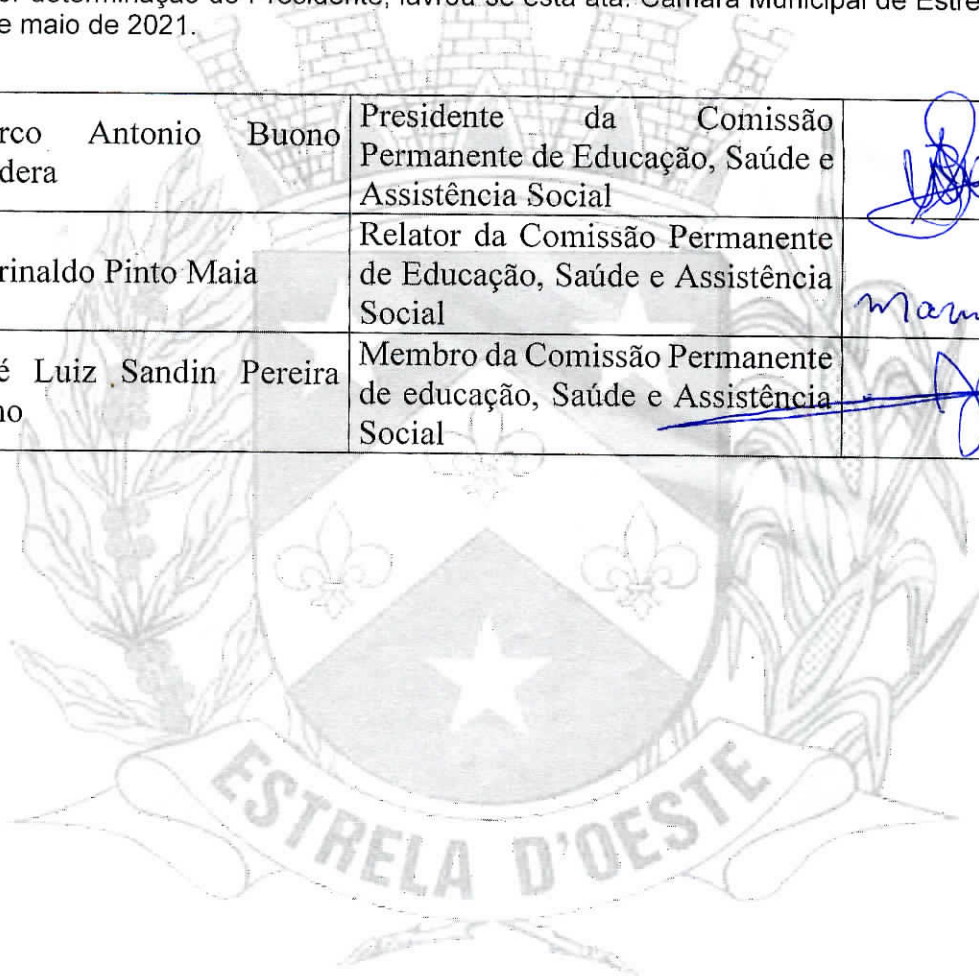 or determinação do Presidente, lavrou se esta ata. Câmara Municipal de Estre
e maio de 2021.
rco Antonio Buono
dera
Presidente da Comissão
Permanente de Educação, Saúde e
Assistência Social
rinaldo Pinto Maia
Relator da Comissão Permanente
de Educação, Saúde e Assistência
Social
é Luiz Sandin Pereira
no
Membro da Comissão Permanente
de educação, Saúde e Assistência
Social
ESTRELA D'OESTE